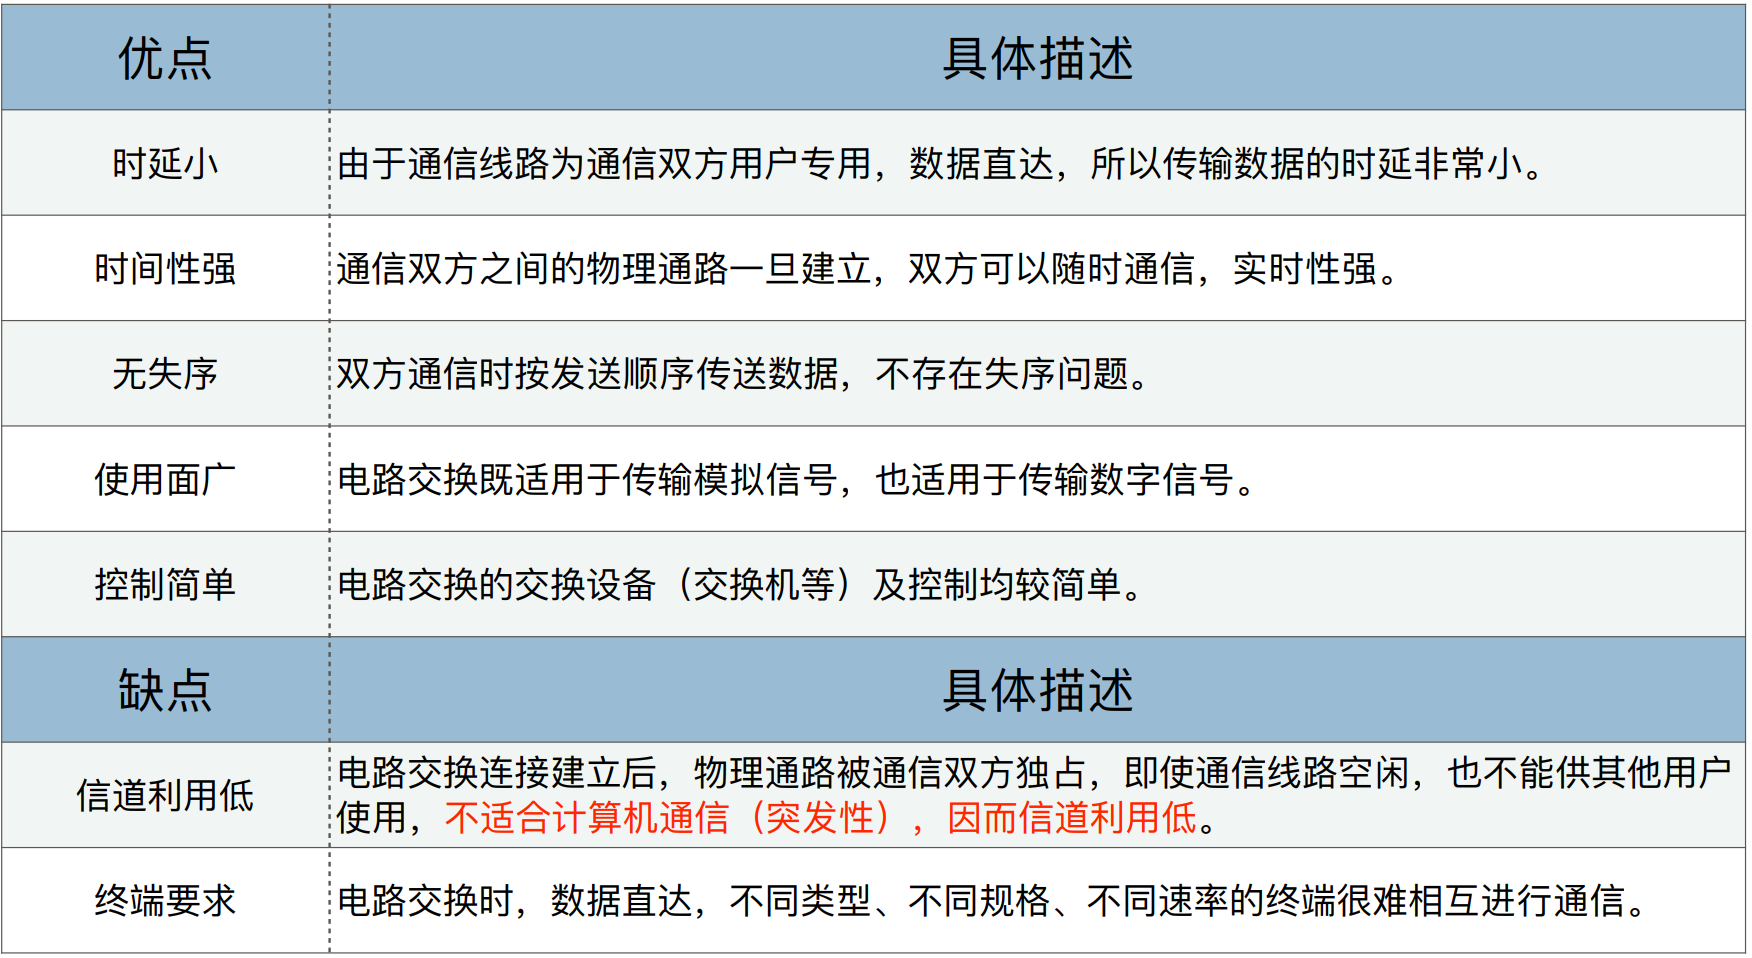 优点
具体描述
时延小
由于通信线路为通信双方用户专用，数据直达，所以传输数据的时延非常小。
时间性强
通信双方之间的物理通路一旦建立，双方可以随时通信，实时性强。
无失序
双方通信时按发送顺序传送数据，不存在失序问题。
使用面广
电路交换既适用于传输模拟信号，也适用于传输数字信号。
控制简单
电路交换的交换设备（交换机等）及控制均较简单。
缺点
具体描述
信道利用低
电路交换连接建立后，物理通路被通信双方独占，即使通信线路空闲，也不能供其他用户
使用，不适合计算机通信（突发性），因而信道利用低。
终端要求
电路交换时，数据直达，不同类型、不同规格、不同速率的终端很难相互进行通信。